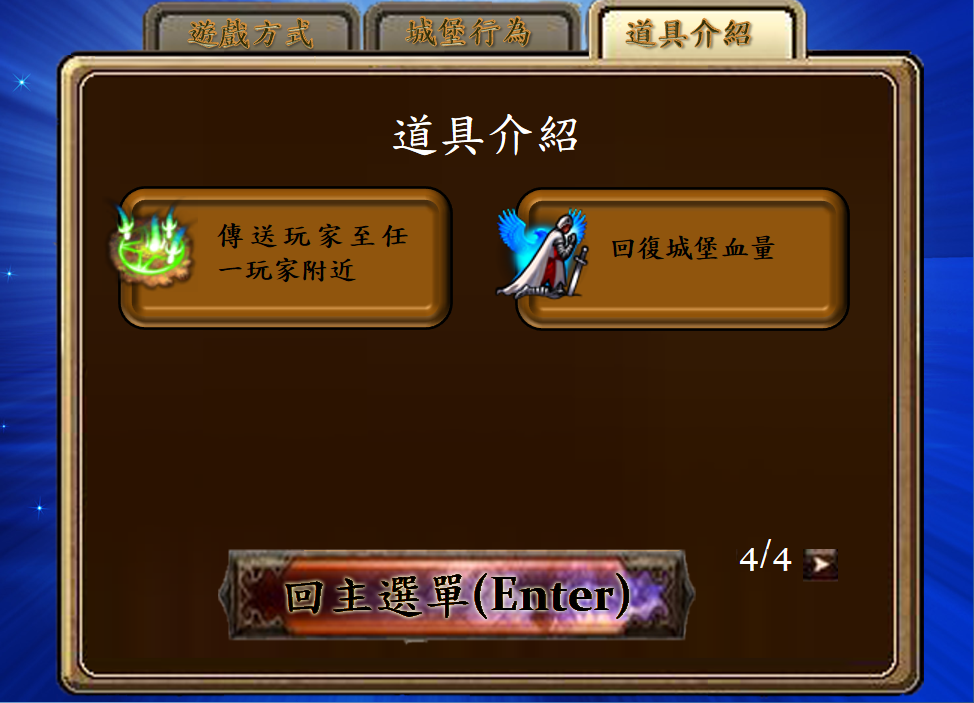 遊戲方式
城堡行為
道具介紹
道具介紹
傳送玩家至任
一玩家附近
回復城堡血量
4/4
回主選單(Enter)